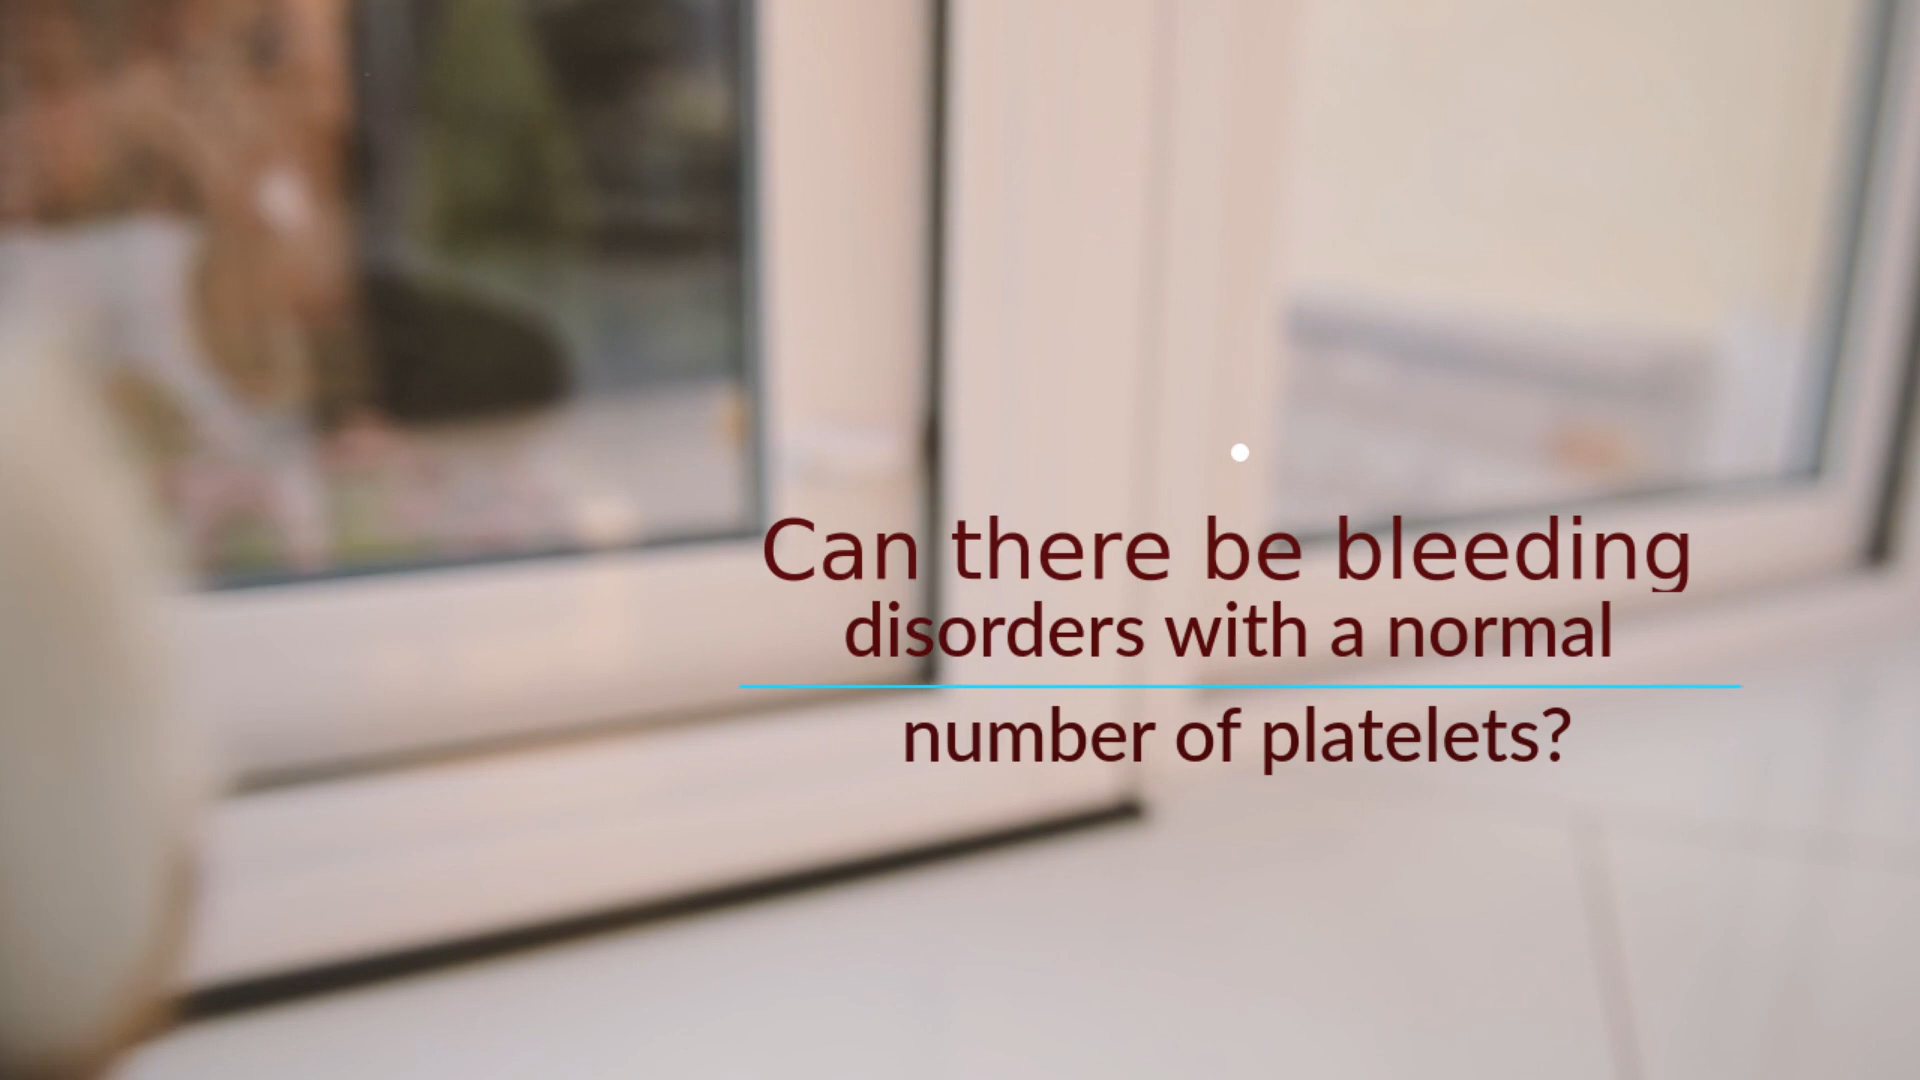 Can there be bleeding
disorders with a normal
number of platelets?